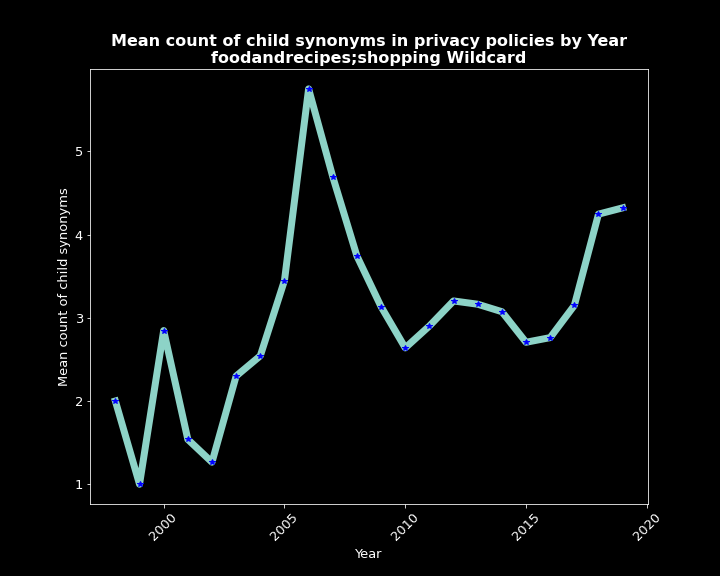 Mean count of child synonyms in privacy policies by Year
foodandrecipes;shopping Wildcard
Mean count of child synonyms
5
4
3
2
1
2000
2005
2010
2015
2020
Year